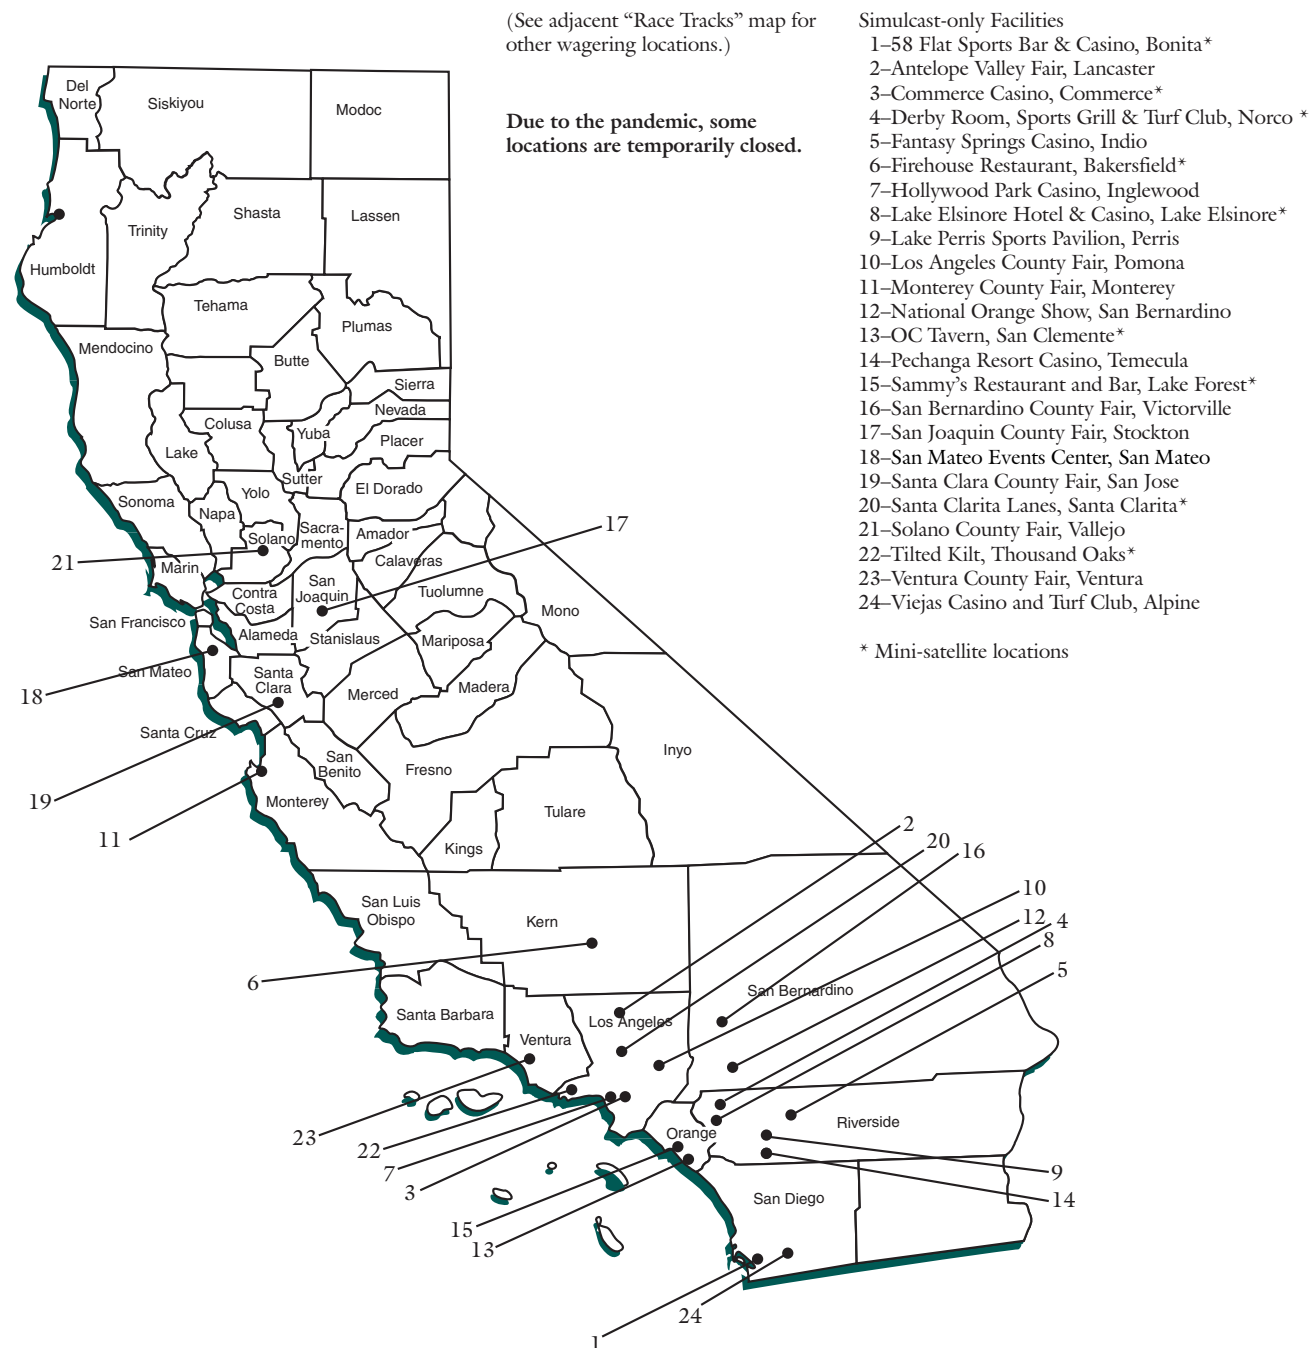 (See adjacent “Race Tracks” map for
other wagering locations.)
Due to the pandemic, some
locations are temporarily closed.
Simulcast-only Facilities
1–58 Flat Sports Bar & Casino, Bonita*
2–Antelope Valley Fair, Lancaster
3–Commerce Casino, Commerce*
4–Derby Room, Sports Grill & Turf Club, Norco *
5–Fantasy Springs Casino, Indio
6–Firehouse Restaurant, Bakersfield*
7–Hollywood Park Casino, Inglewood
8–Lake Elsinore Hotel & Casino, Lake Elsinore*
9–Lake Perris Sports Pavilion, Perris
10–Los Angeles County Fair, Pomona
11–Monterey County Fair, Monterey
12–National Orange Show, San Bernardino
13–OC Tavern, San Clemente*
14–Pechanga Resort Casino, Temecula
15–Sammy’s Restaurant and Bar, Lake Forest*
16–San Bernardino County Fair, Victorville
17–San Joaquin County Fair, Stockton
18–San Mateo Events Center, San Mateo
19–Santa Clara County Fair, San Jose
20–Santa Clarita Lanes, Santa Clarita*
21–Solano County Fair, Vallejo
22–Tilted Kilt, Thousand Oaks*
23–Ventura County Fair, Ventura
24–Viejas Casino and Turf Club, Alpine
* Mini-satellite locations
Del
Norte
Siskiyou
Modoc
Shasta
Lassen
Trinity
Humboldt
Tehama
Plumas
Mendocino
Butte
Sierra
Nevada
Colusa
Yuba
Placer
Lake
Sutter
El Dorado
Yolo
Sonoma
Napa
Sacra-
mento
Solano
Amador
17
21
Marin
Calaveras
San
Joaquin
Contra
Costa
Tuolumne
Mono
San Francisco
Alameda
Stanislaus
Mariposa
San Mateo
Santa
Clara
Merced
Madera
18
Santa Cruz
Inyo
San
Benito
Fresno
19
Monterey
Tulare
11
Kings
2
20
16
San Luis
Obispo
Kern
10
12
4
8
5
6
San Bernardino
Santa Barbara
Los Angeles
Ventura
Riverside
Orange
23
22
7
3
9
14
San Diego
15
13
24
1